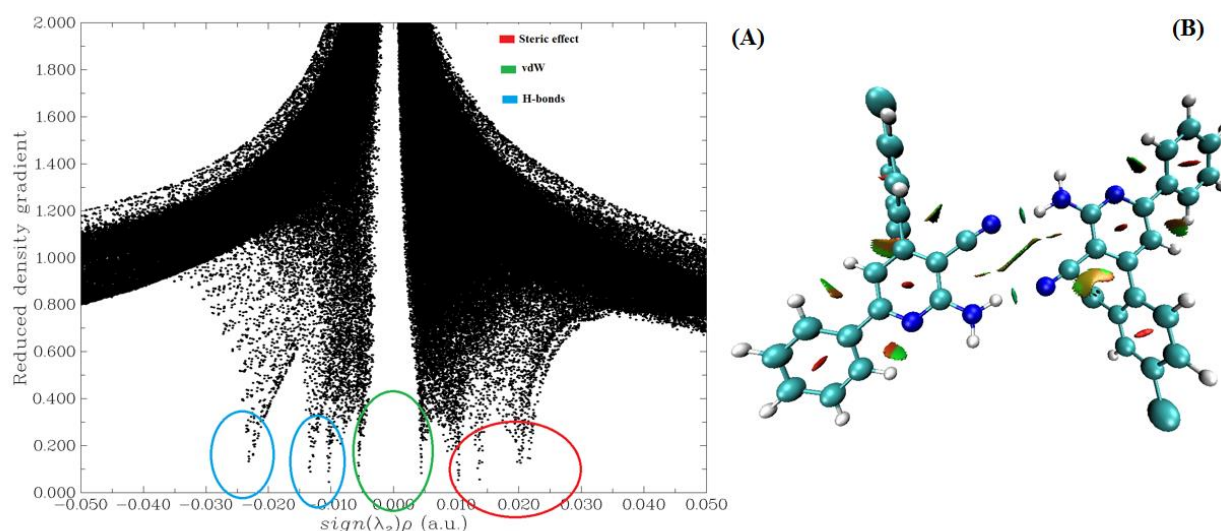 2.000
1.800
1.600
1.400
1.200
1.000
0.800
0.600
0.400
0.200
0.000
Reduced density gradient
Steric effect
vdW
H-bonds
-0.050 -0.040 -0.030 -0.020 -0.010 0.000 0.010 0.020 0.030 0.040 0.050
sign(λ₂)ρ (a.u.)
(A)
(B)